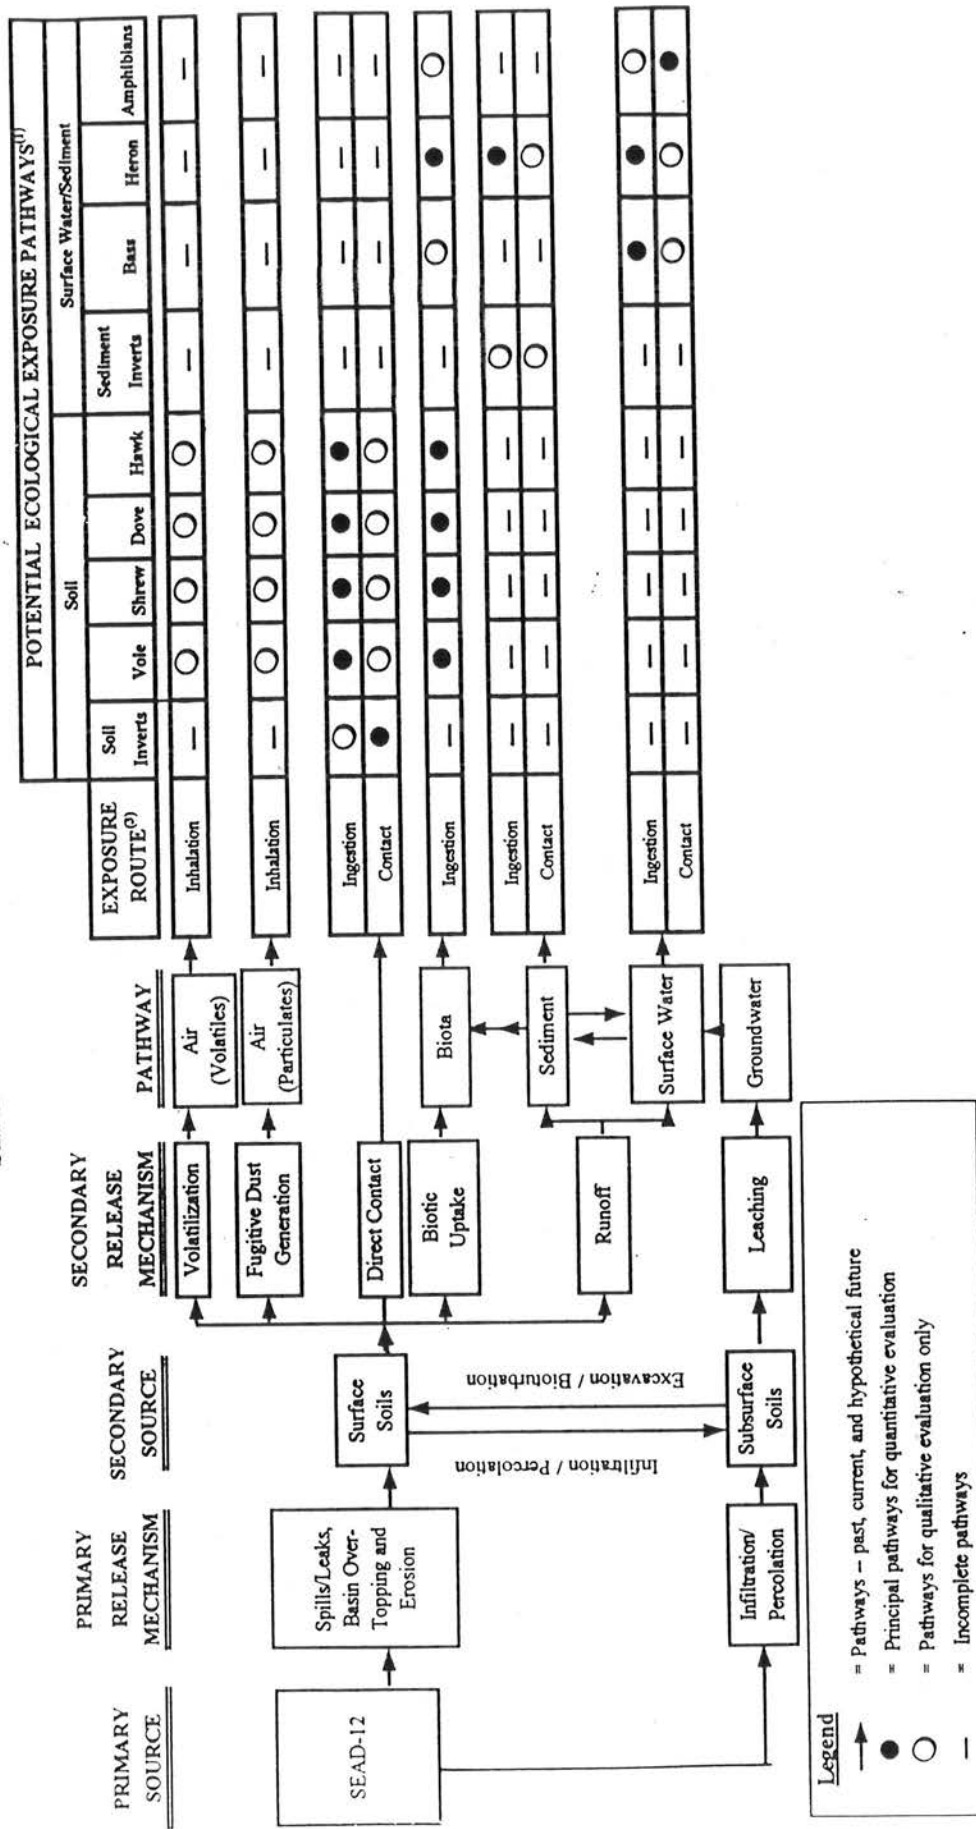 PRIMARY
SOURCE
PRIMARY
RELEASE
MECHANISM
SECONDARY
SOURCE
SECONDARY
RELEASE
MECHANISM
PATHWAY
EXPOSURE
ROUTE(2)
POTENTIAL ECOLOGICAL EXPOSURE PATHWAYS(1)
Soil
Surface Water/Sediment
Soil
Inverts
Vole
Shrew
Dove
Hawk
Sediment
Inverts
Bass
Heron
Amphibians
SEAD-12
Spills/Leaks,
Basin Over-
Topping and
Erosion
Infiltration/
Percolation
Surface
Soils
Infiltration / Percolation
Excavation / Bioturbation
Subsurface
Soils
Volatilization
Fugitive Dust
Generation
Direct Contact
Biotic
Uptake
Runoff
Leaching
Air
(Volatiles)
Air
(Particulates)
Biota
Sediment
Surface Water
Groundwater
Inhalation — ○ ○ ○ ○ — — — —
Inhalation — ○ ○ ○ ○ — — — —
Ingestion ○ ● ● ● ● — — — —
Contact ● ○ ○ ○ ○ — — — —
Ingestion — ● ● ● ● — ○ ● ○
Ingestion — — — — — ○ — ● —
Contact — — — — — ○ — ○ —
Ingestion — — — — — — ● ● ○
Contact — — — — — — ○ ○ ●
Legend
→ = Pathways – past, current, and hypothetical future
● = Principal pathways for quantitative evaluation
○ = Pathways for qualitative evaluation only
— = Incomplete pathways